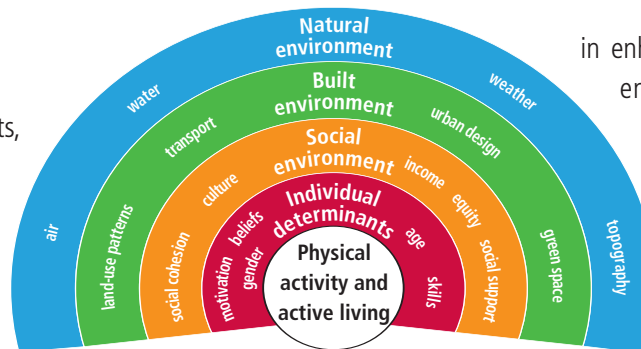 in enh
en
ts,
Natural
environment
air
water
weather
topography
Built
environment
land-use patterns
transport
urban design
green space
Social
environment
social cohesion
culture
income
equity
social support
Individual
determinants
motivation
beliefs
gender
age
skills
Physical
activity and
active living